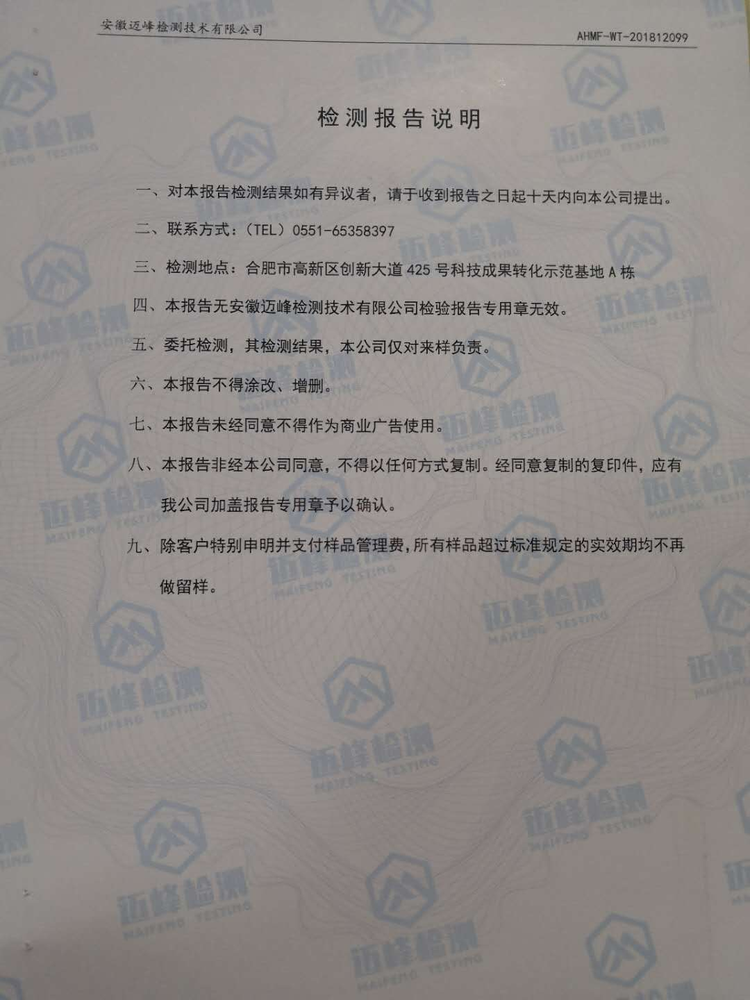 安徽迈峰检测技术有限公司
AHMF-WT-201812099
检测报告说明
一、对本报告检测结果如有异议者，请于收到报告之日起十天内向本公司提出。
二、联系方式：（TEL）0551-65358397
三、检测地点：合肥市高新区创新大道 425 号科技成果转化示范基地 A 栋
四、本报告无安徽迈峰检测技术有限公司检验报告专用章无效。
五、委托检测，其检测结果，本公司仅对来样负责。
六、本报告不得涂改、增删。
七、本报告未经同意不得作为商业广告使用。
八、本报告非经本公司同意，不得以任何方式复制。经同意复制的复印件，应有
我公司加盖报告专用章予以确认。
九、除客户特别申明并支付样品管理费，所有样品超过标准规定的实效期均不再
做留样。
迈峰检测
MAIFENG TESTING